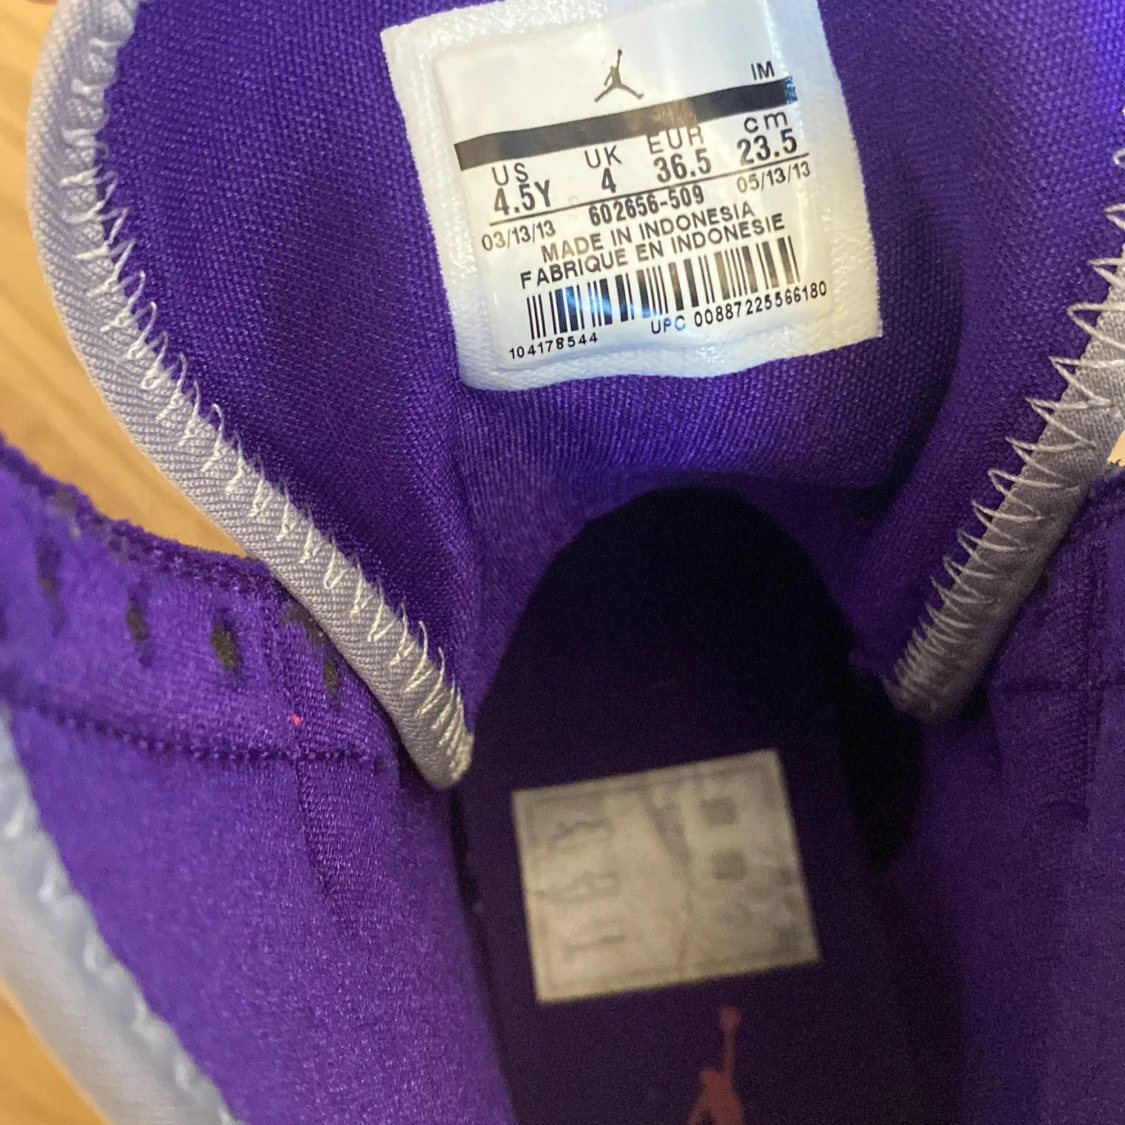 IM
US UK EUR cm
4.5Y 4 36.5 23.5
03/13/13 602656-509 05/13/13
MADE IN INDONESIA
FABRIQUE EN INDONESIE
104178544 UPC 00887225566180